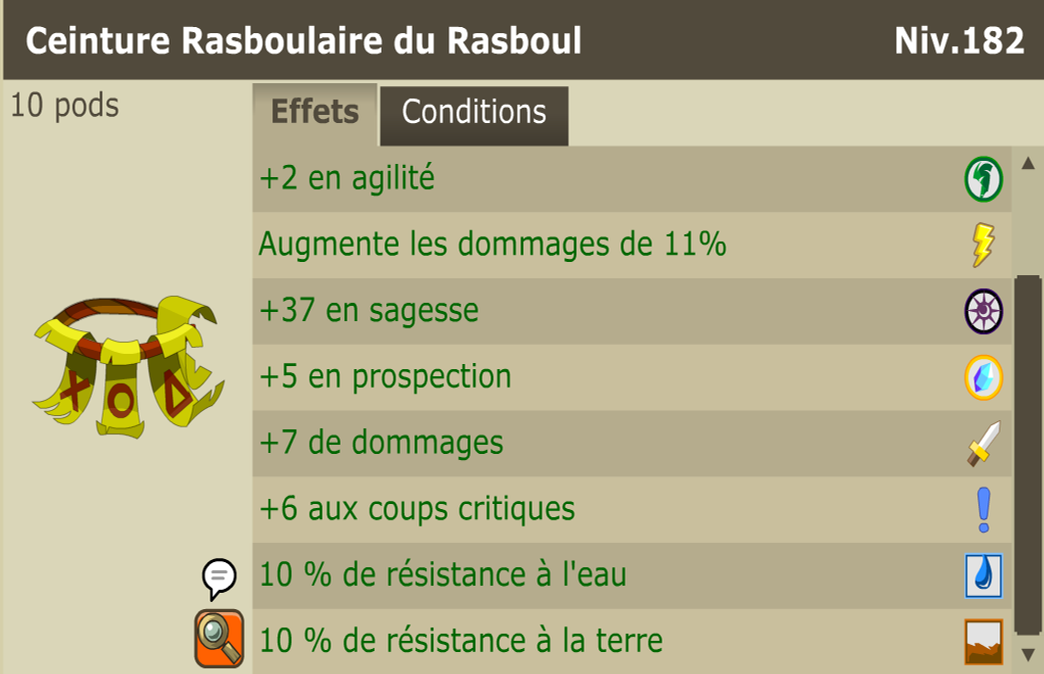 Ceinture Rasboulaire du Rasboul Niv.182
10 pods
Effets Conditions
+2 en agilité
Augmente les dommages de 11%
+37 en sagesse
+5 en prospection
+7 de dommages
+6 aux coups critiques
10 % de résistance à l'eau
10 % de résistance à la terre